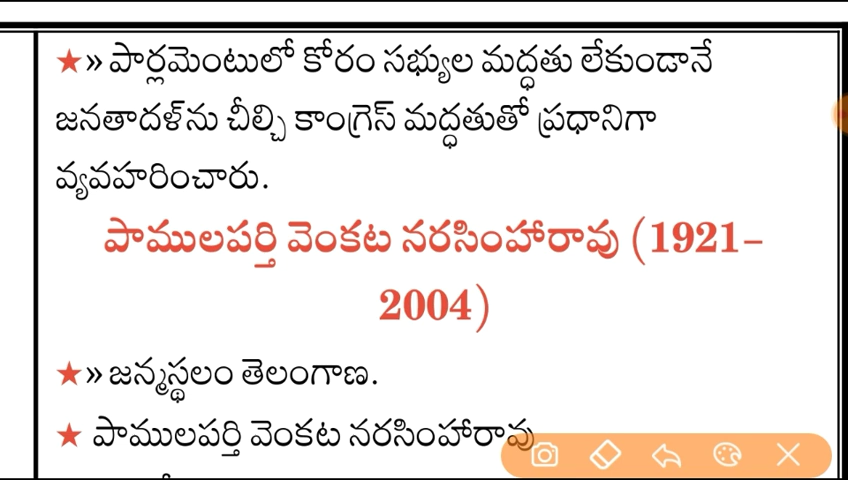 ★» పార్లమెంటులో కోరం సభ్యుల మద్ధతు లేకుండానే
జనతాదళ్‌ను చీల్చి కాంగ్రెస్ మద్ధతుతో ప్రధానిగా
వ్యవహరించారు.
పాములపర్తి వెంకట నరసింహారావు (1921–
2004)
★» జన్మస్థలం తెలంగాణ.
★ పాములపర్తి వెంకట నరసింహారావు